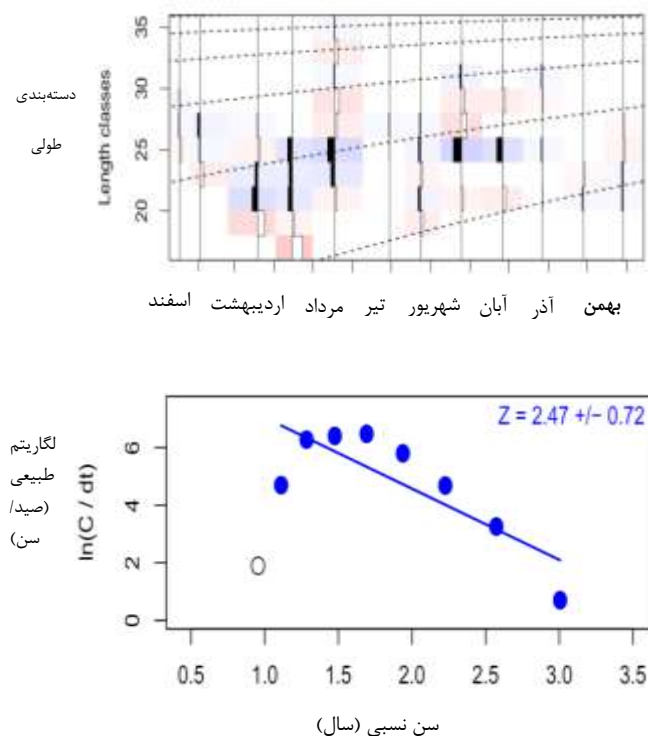 دسته‌بندی
طولی
Length classes
35
30
25
20
اسفند اردیبهشت مرداد تیر شهریور آبان آذر بهمن
لگاریتم
طبیعی
(صید/
سن)
ln(C / dt)
Z = 2.47 +/− 0.72
6
4
2
0
0.5 1.0 1.5 2.0 2.5 3.0 3.5
سن نسبی (سال)